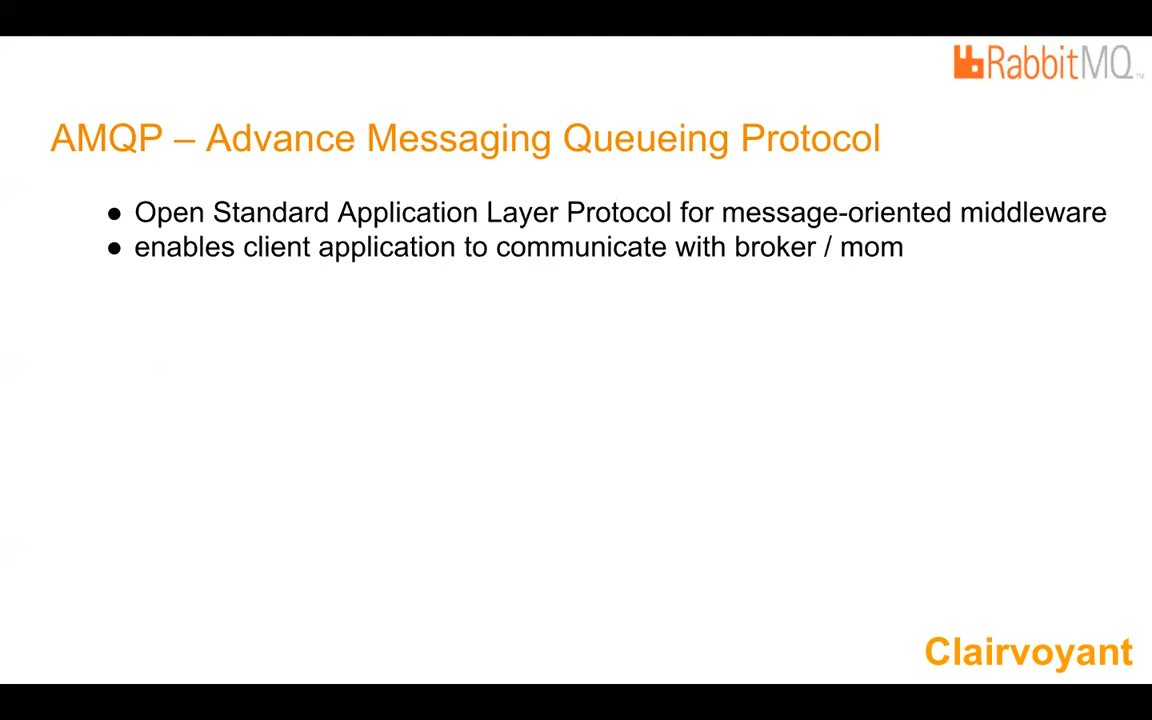 RabbitMQ™
AMQP – Advance Messaging Queueing Protocol
● Open Standard Application Layer Protocol for message-oriented middleware
● enables client application to communicate with broker / mom
Clairvoyant